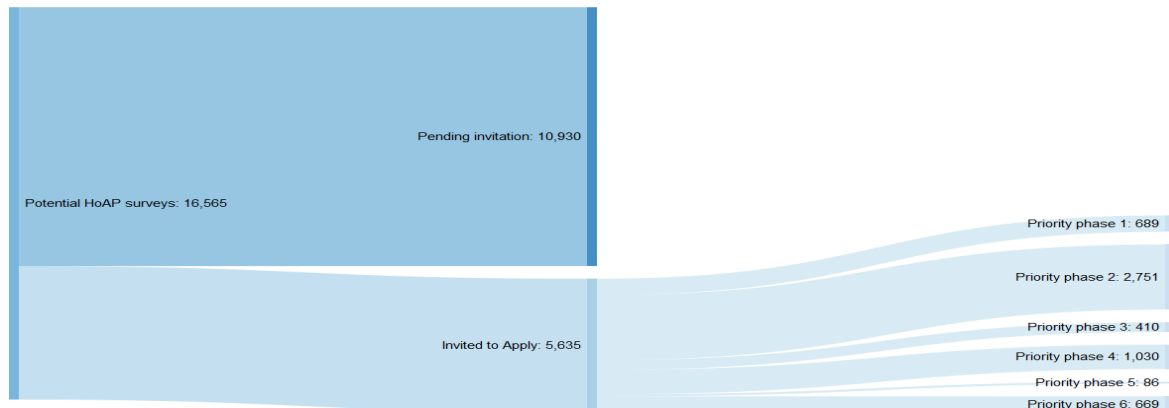 Pending invitation: 10,930
Potential HoAP surveys: 16,565
Priority phase 1: 689
Priority phase 2: 2,751
Priority phase 3: 410
Invited to Apply: 5,635
Priority phase 4: 1,030
Priority phase 5: 86
Priority phase 6: 669